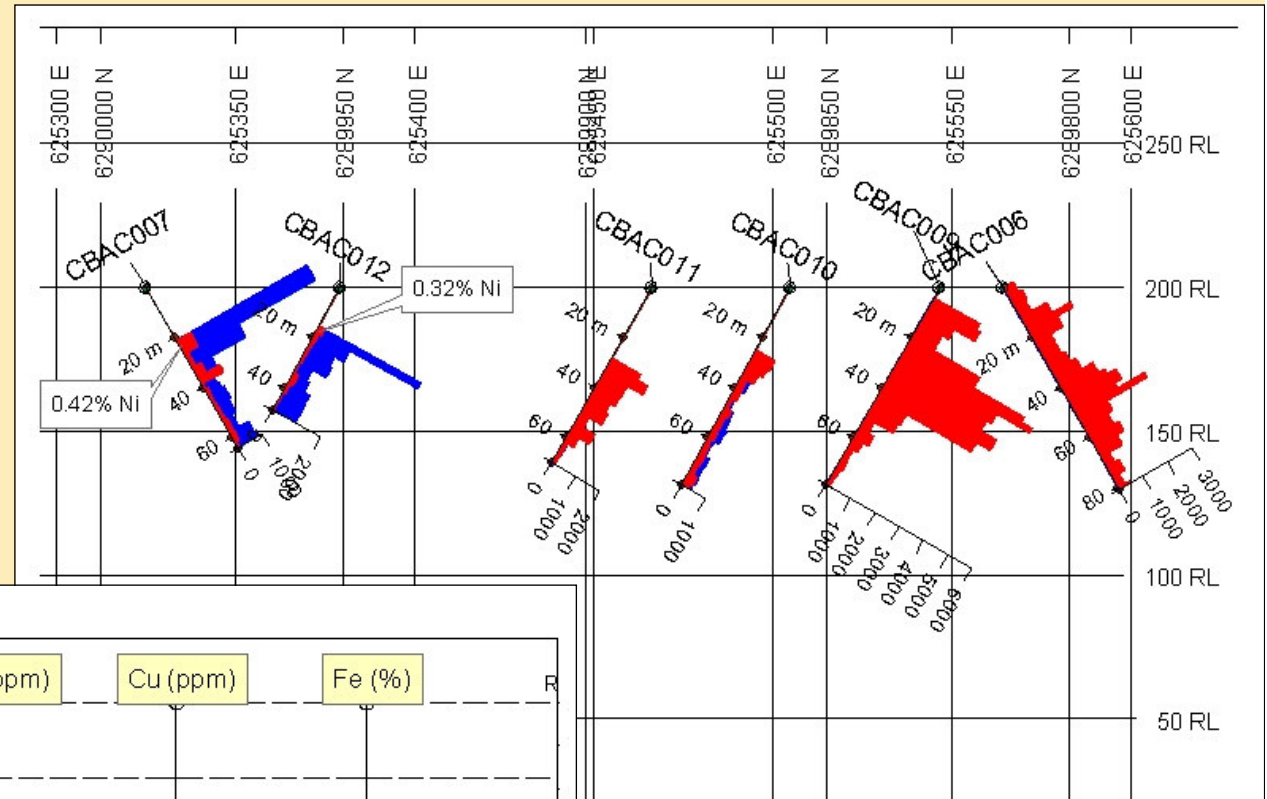 625300 E
6290000 N
625350 E
6289950 N
625400 E
6289900 N
625450 E
625500 E
6289850 N
625550 E
6289800 N
625600 E
250 RL
CBAC007
CBAC012
CBAC011
CBAC010
CBAC009
CBAC006
200 RL
0.32% Ni
0.42% Ni
20 m
40
60
0
1000
20 m
40
2000
20 m
40
60
0
1000
2000
20 m
40
60
0
1000
20 m
40
60
0
1000
2000
3000
4000
5000
6000
20 m
40
80
0
1000
2000
3000
150 RL
100 RL
50 RL
ppm)
Cu (ppm)
Fe (%)
R